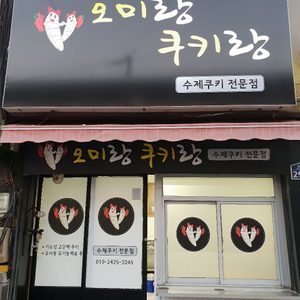 오미랑
쿠키랑
수제쿠키 전문점
오미랑 쿠키랑 수제쿠키 전문점
수제쿠키 전문점
010-2425-3245